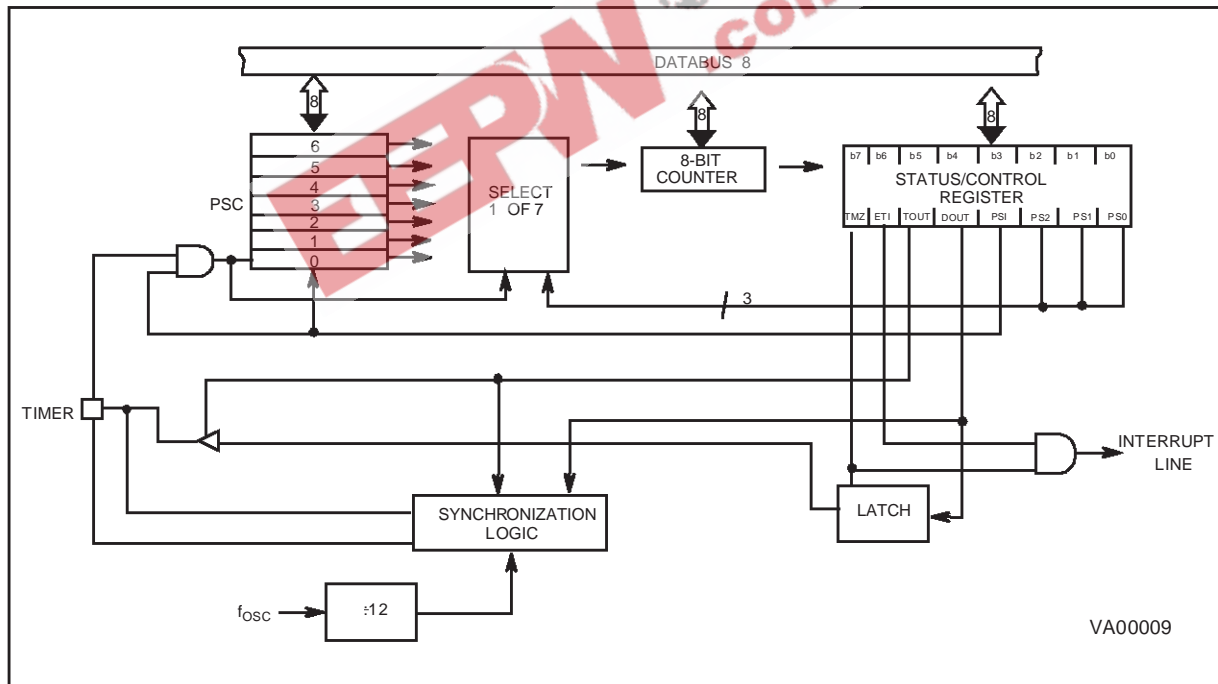 DATABUS 8
8
8
8
6
5
4
3
2
1
0
PSC
SELECT
1 OF 7
8-BIT
COUNTER
b7 b6 b5 b4 b3 b2 b1 b0
STATUS/CONTROL
REGISTER
TMZ ETI TOUT DOUT PSI PS2 PS1 PS0
3
TIMER
SYNCHRONIZATION
LOGIC
LATCH
INTERRUPT
LINE
fOSC
÷12
VA00009
EEPW
.com